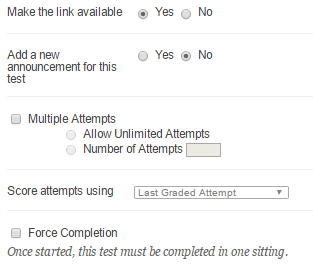 Make the link available Yes No
Add a new Yes No
announcement for this
test
Multiple Attempts
Allow Unlimited Attempts
Number of Attempts
Score attempts using Last Graded Attempt
Force Completion
Once started, this test must be completed in one sitting.